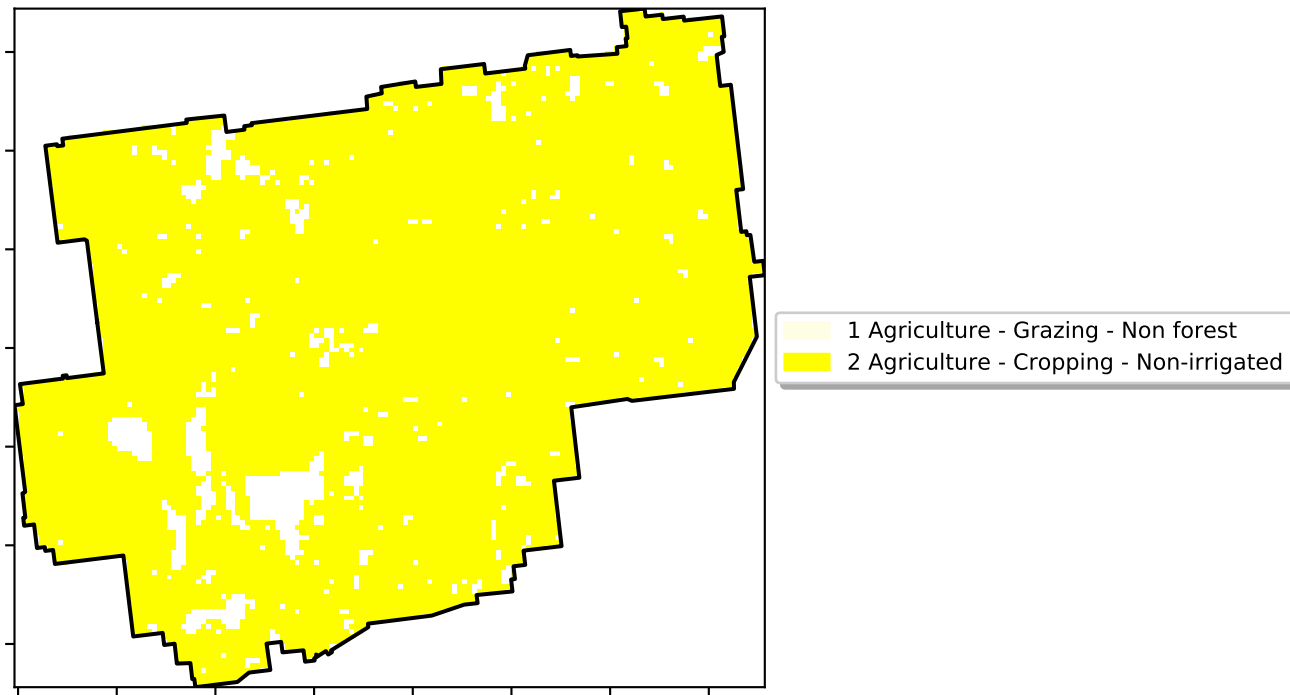 1 Agriculture - Grazing - Non forest
2 Agriculture - Cropping - Non-irrigated